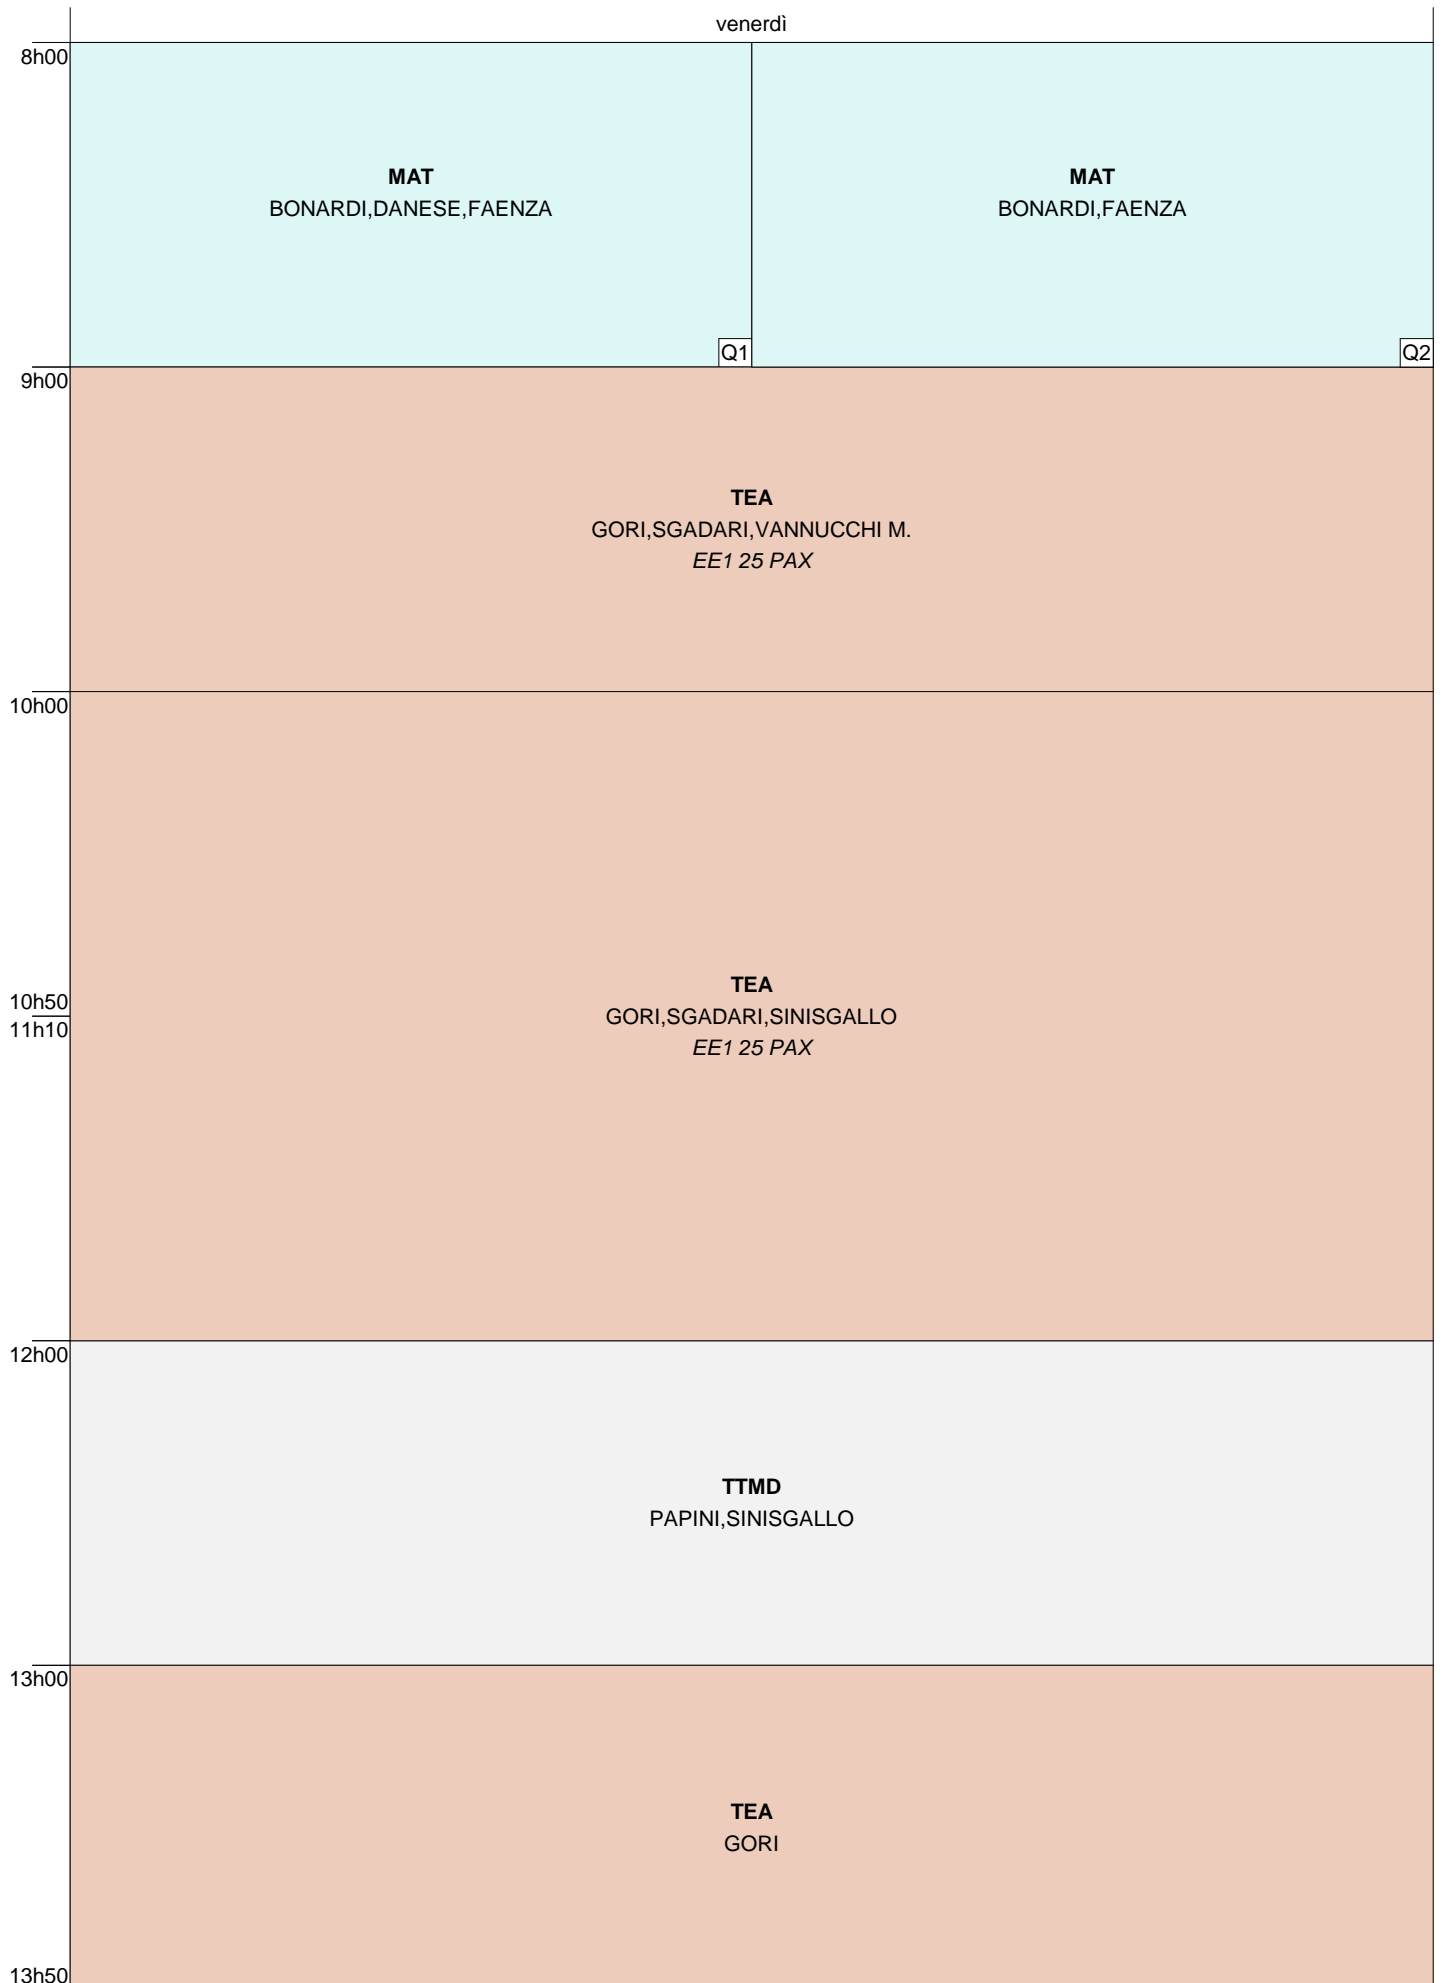 venerdì
8h00
MAT
BONARDI,DANESE,FAENZA
Q1
MAT
BONARDI,FAENZA
Q2
9h00
TEA
GORI,SGADARI,VANNUCCHI M.
EE1 25 PAX
10h00
TEA
GORI,SGADARI,SINISGALLO
EE1 25 PAX
10h50
11h10
12h00
TTMD
PAPINI,SINISGALLO
13h00
TEA
GORI
13h50